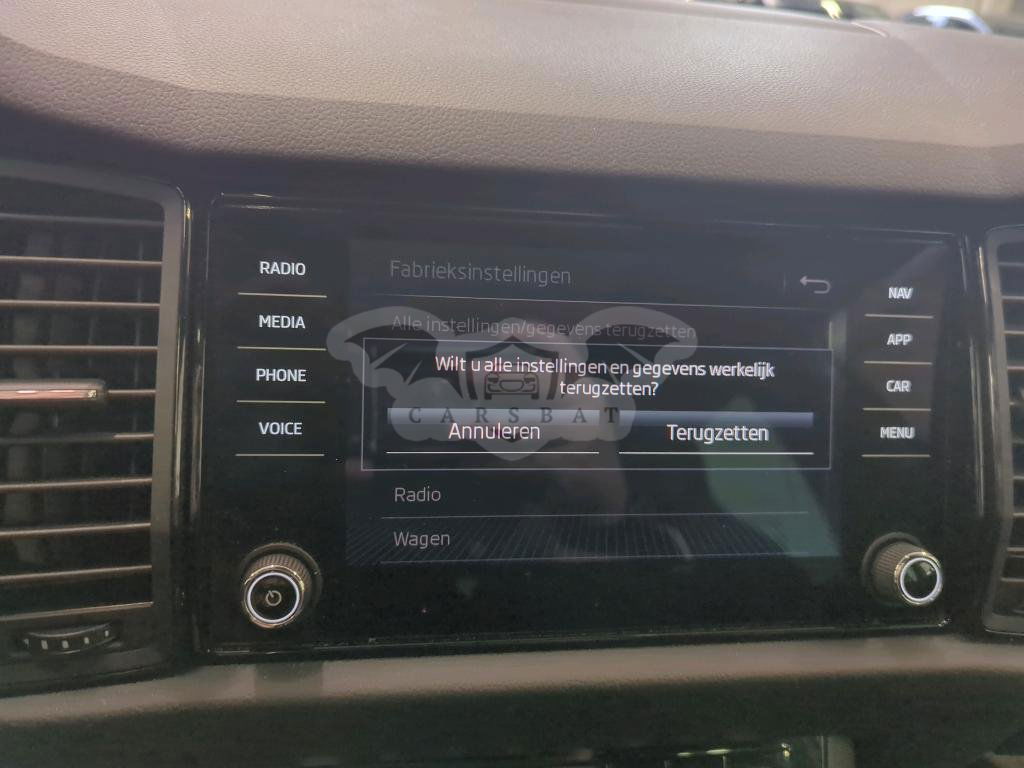 RADIO
MEDIA
PHONE
VOICE
Fabrieksinstellingen
Alle instellingen/gegevens terugzetten
Wilt u alle instellingen en gegevens werkelijk
terugzetten?
CARSBAT
Annuleren
Terugzetten
Radio
Wagen
NAV
APP
CAR
MENU